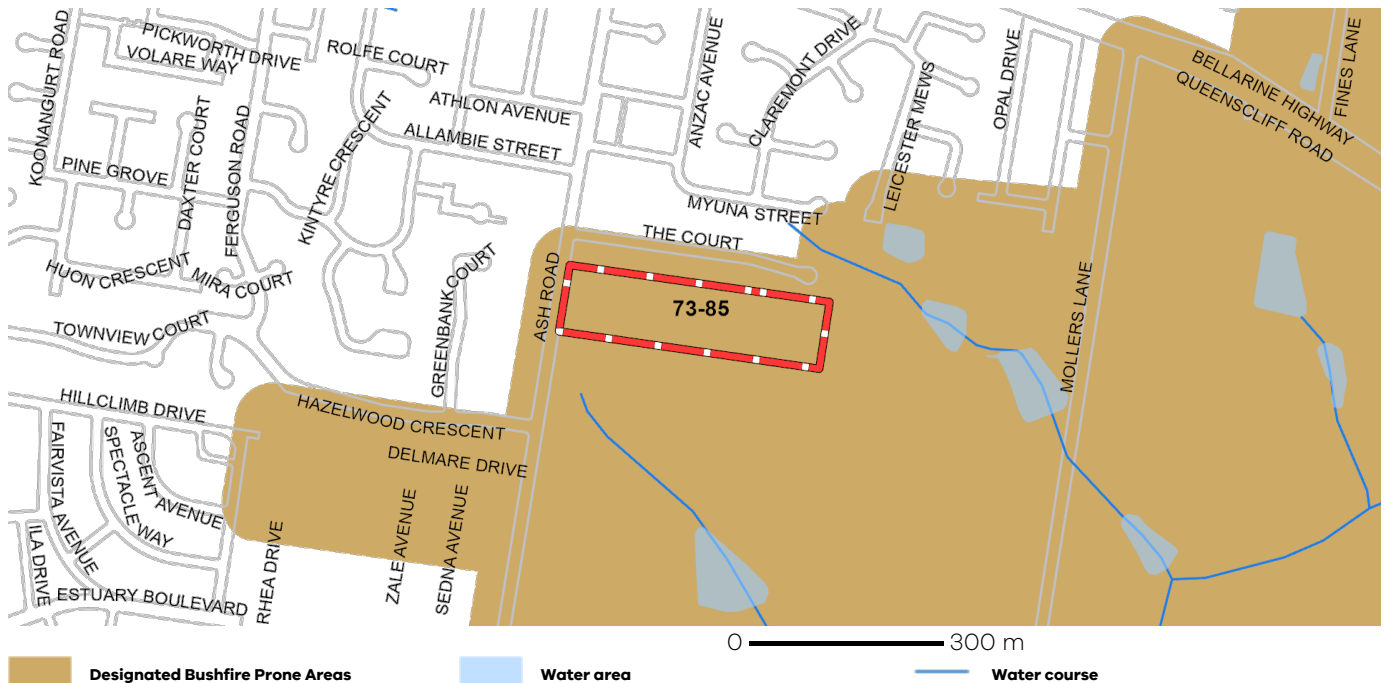 PICKWORTH DRIVE
VOLARE WAY
ROLFE COURT
KOONANGURT ROAD
ATHLON AVENUE
ALLAMBIE STREET
ANZAC AVENUE
CLAREMONT DRIVE
LEICESTER MEWS
OPAL DRIVE
BELLARINE HIGHWAY
QUEENSCLIFF ROAD
FINES LANE
PINE GROVE
DAXTER COURT
FERGUSON ROAD
KINTYRE CRESCENT
MYUNA STREET
THE COURT
HUON CRESCENT
MIRA COURT
GREENBANK COURT
ASH ROAD
73-85
MOLLERS LANE
TOWNVIEW COURT
HILLCLIMB DRIVE
HAZELWOOD CRESCENT
DELMARE DRIVE
FAIRVISTA AVENUE
SPECTACLE WAY
ASCENT AVENUE
ILA DRIVE
ESTUARY BOULEVARD
RHEA DRIVE
ZALE AVENUE
SEDNA AVENUE
0 300 m
Designated Bushfire Prone Areas
Water area
Water course